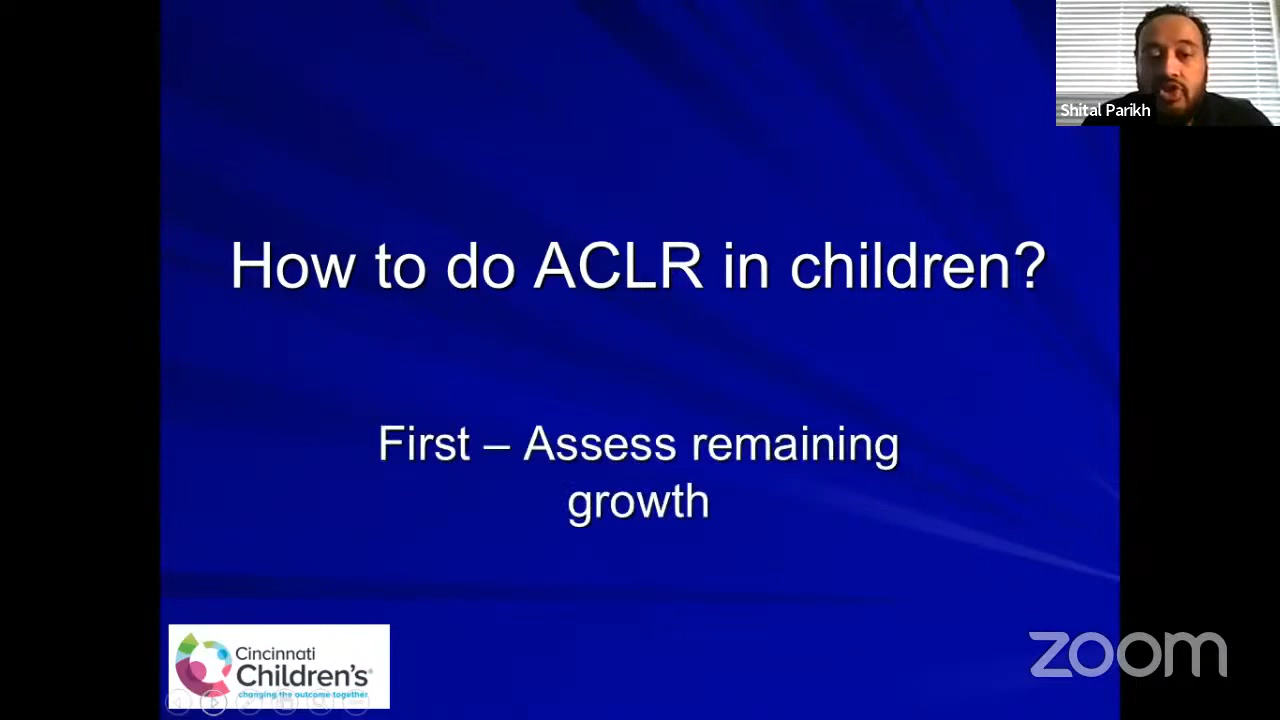 Shital Parikh
How to do ACLR in children?
First – Assess remaining
growth
Cincinnati
Children's®
changing the outcome together
zoom